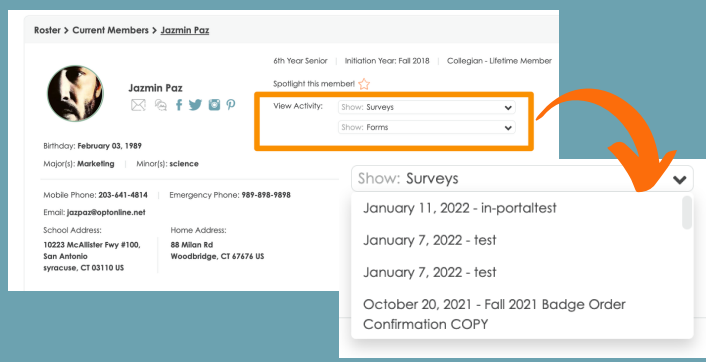 Roster > Current Members > Jazmin Paz
6th Year Senior | Initiation Year: Fall 2018 | Collegian - Lifetime Member
Spotlight this member!
Jazmin Paz
View Activity: Show: Surveys
Show: Forms
Birthday: February 03, 1989
Major(s): Marketing | Minor(s): science
Mobile Phone: 203-641-4814 | Emergency Phone: 989-898-9898
Email: jazpaz@optonline.net
School Address:
10223 McAllister Fwy #100,
San Antonio
syracuse, CT 03110 US
Home Address:
88 Milan Rd
Woodbridge, CT 67676 US
Show: Surveys
January 11, 2022 - in-portaltest
January 7, 2022 - test
January 7, 2022 - test
October 20, 2021 - Fall 2021 Badge Order
Confirmation COPY